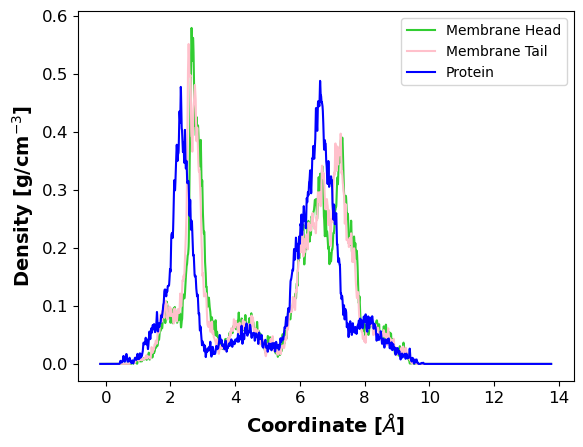 Membrane Head
Membrane Tail
Protein
0.6
0.5
0.4
0.3
0.2
0.1
0.0
Density [g/cm⁻³]
0 2 4 6 8 10 12 14
Coordinate [Å]